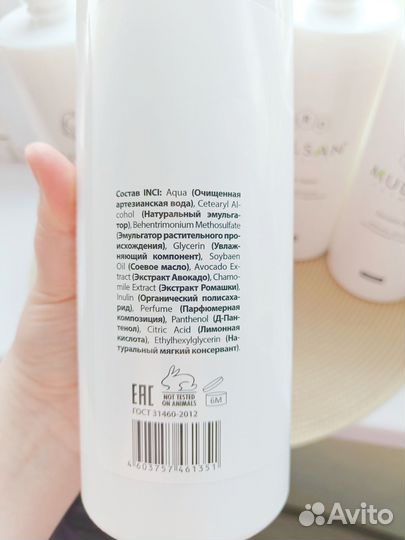 Состав INCI: Aqua (Очищенная
артезианская вода), Cetearyl Al-
cohol (Натуральный эмульга-
тор), Behentrimonium Methosulfate
(Эмульгатор растительного про-
исхождения), Glycerin (Увлаж-
няющий компонент), Soybaen
Oil (Соевое масло), Avocado Ext-
ract (Экстракт Авокадо), Chamo-
mile Extract (Экстракт Ромашки),
Inulin (Органический полисаха-
рид), Perfume (Парфюмерная
композиция), Panthenol (Д-Пан-
тенол), Citric Acid (Лимонная
кислота), Ethylhexylglycerin (На-
туральный мягкий консервант).
EAC
NOT TESTED
ON ANIMALS
6M
ГОСТ 31460-2012
4603757461351
LSAN
MUL
Avito